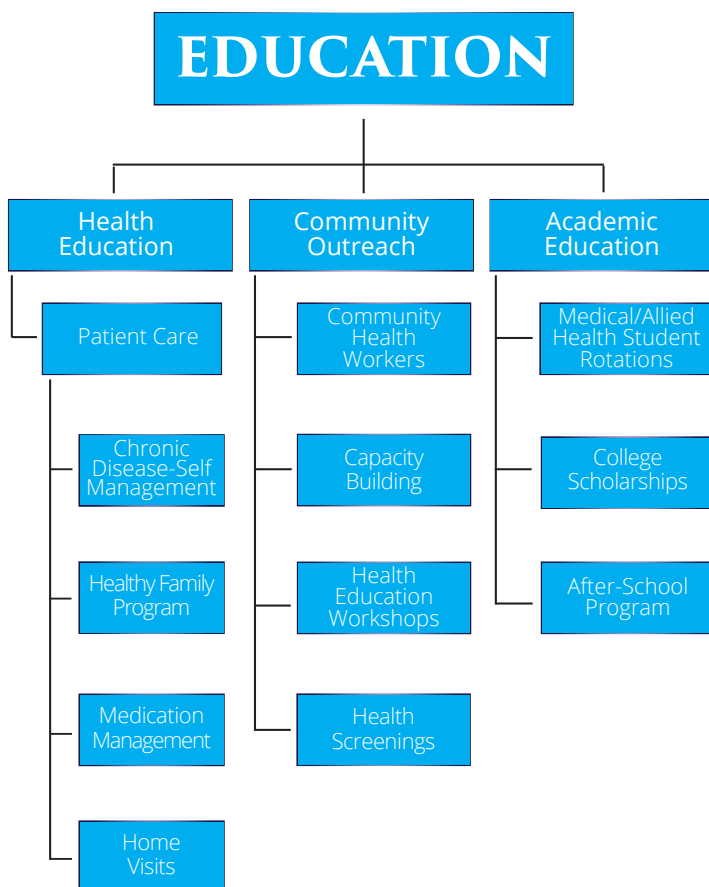 EDUCATION
Health
Education
Community
Outreach
Academic
Education
Patient Care
Chronic
Disease-Self
Management
Healthy Family
Program
Medication
Management
Home
Visits
Community
Health
Workers
Capacity
Building
Health
Education
Workshops
Health
Screenings
Medical/Allied
Health Student
Rotations
College
Scholarships
After-School
Program